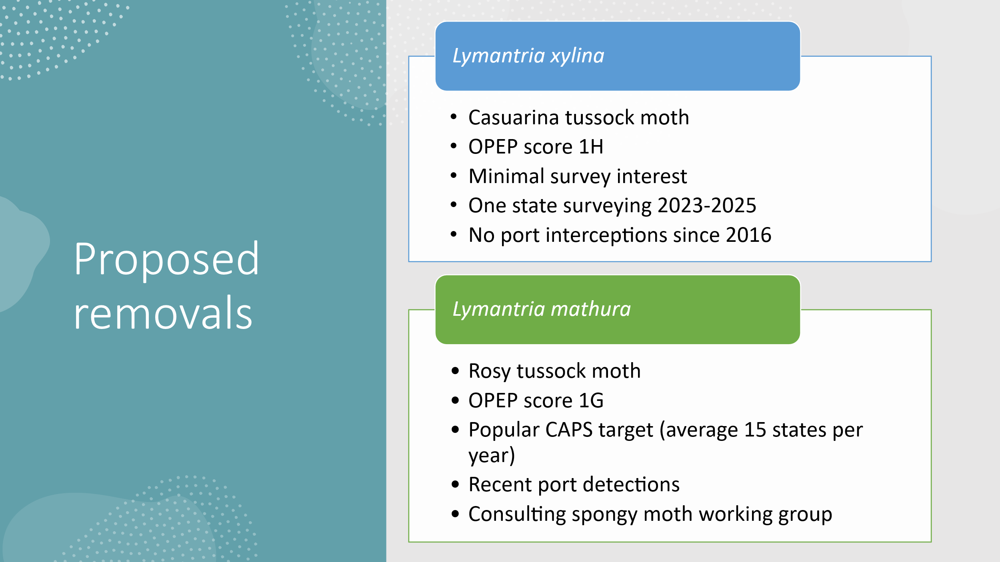 Proposed
removals
Lymantria xylina
• Casuarina tussock moth
• OPEP score 1H
• Minimal survey interest
• One state surveying 2023-2025
• No port interceptions since 2016
Lymantria mathura
• Rosy tussock moth
• OPEP score 1G
• Popular CAPS target (average 15 states per
year)
• Recent port detections
• Consulting spongy moth working group